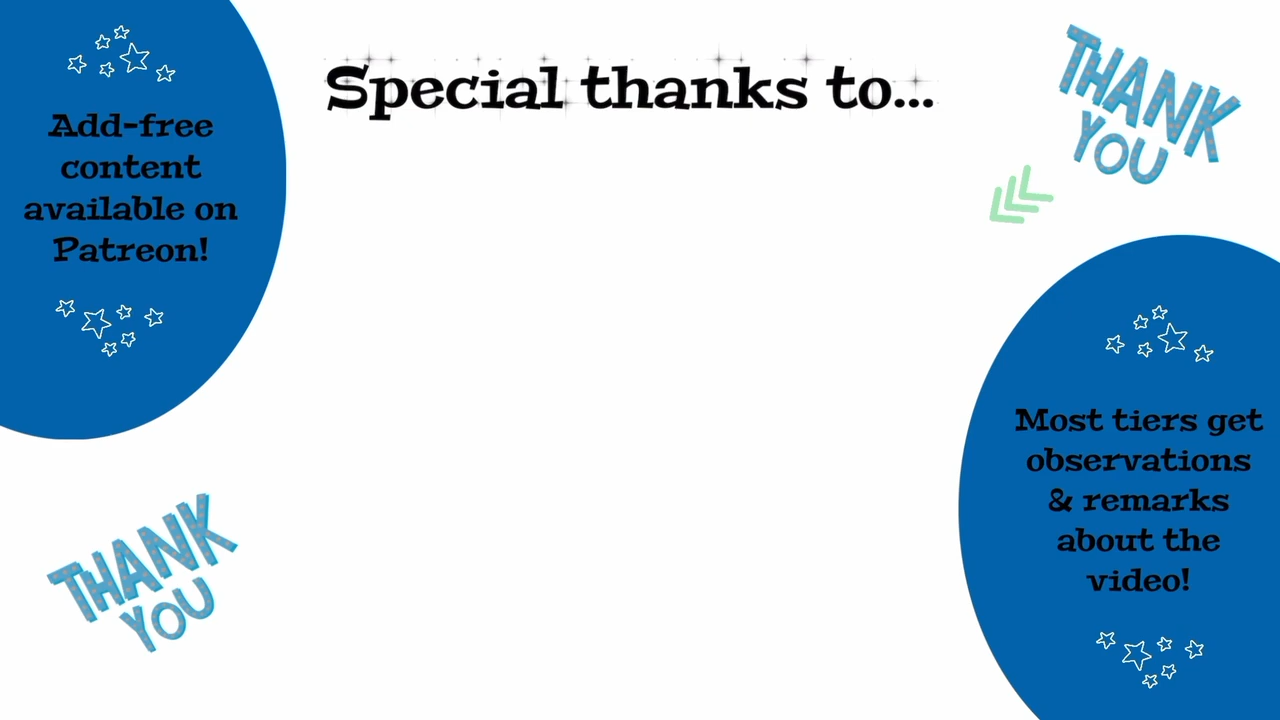 Special thanks to...
THANK
YOU
Add-free
content
available on
Patreon!
Most tiers get
observations
& remarks
about the
video!
THANK
YOU